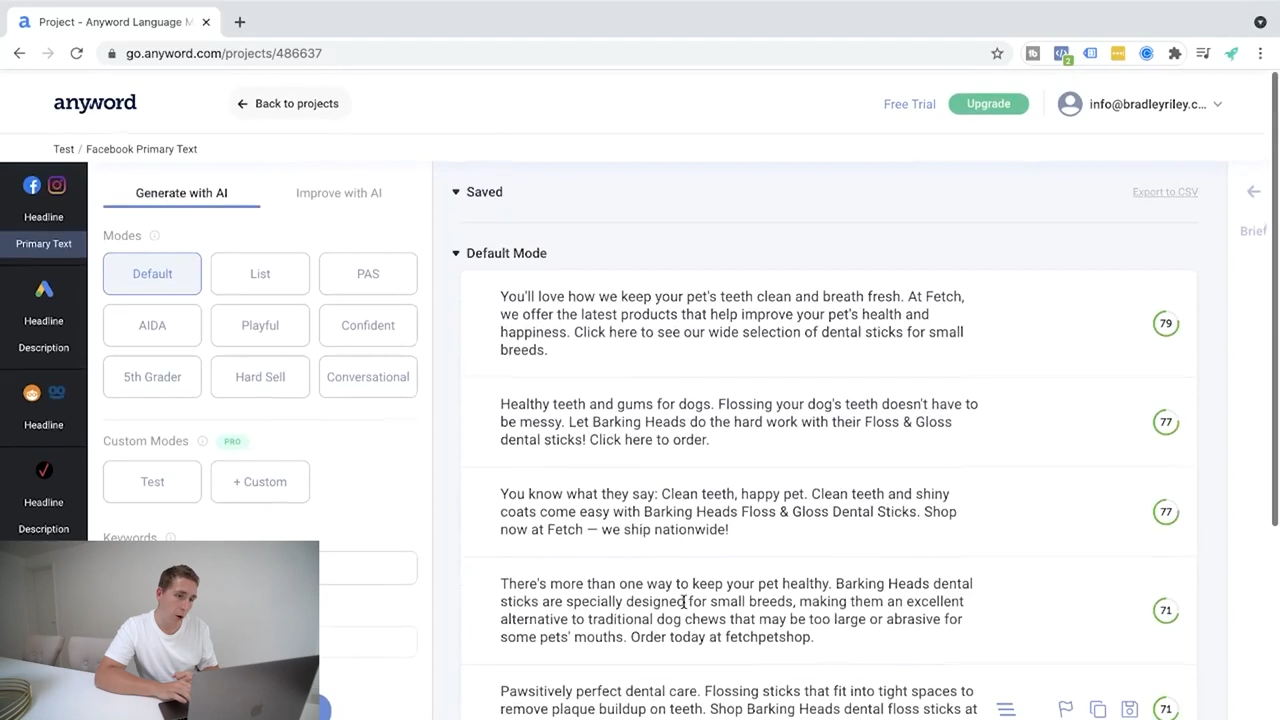 a Project - Anyword Language M
go.anyword.com/projects/486637
2
anyword
Back to projects
Free Trial
Upgrade
info@bradleyriley.c...
Test / Facebook Primary Text
Headline
Primary Text
Headline
Description
Headline
Headline
Description
Generate with AI
Improve with AI
Modes
Default
List
PAS
AIDA
Playful
Confident
5th Grader
Hard Sell
Conversational
Custom Modes
PRO
Test
+ Custom
Keywords
Saved
Export to CSV
Default Mode
You'll love how we keep your pet's teeth clean and breath fresh. At Fetch,
we offer the latest products that help improve your pet's health and
happiness. Click here to see our wide selection of dental sticks for small
breeds.
79
Healthy teeth and gums for dogs. Flossing your dog's teeth doesn't have to
be messy. Let Barking Heads do the hard work with their Floss & Gloss
dental sticks! Click here to order.
77
You know what they say: Clean teeth, happy pet. Clean teeth and shiny
coats come easy with Barking Heads Floss & Gloss Dental Sticks. Shop
now at Fetch — we ship nationwide!
77
There's more than one way to keep your pet healthy. Barking Heads dental
sticks are specially designed for small breeds, making them an excellent
alternative to traditional dog chews that may be too large or abrasive for
some pets' mouths. Order today at fetchpetshop.
71
Pawsitively perfect dental care. Flossing sticks that fit into tight spaces to
remove plaque buildup on teeth. Shop Barking Heads dental floss sticks at
71
Brief